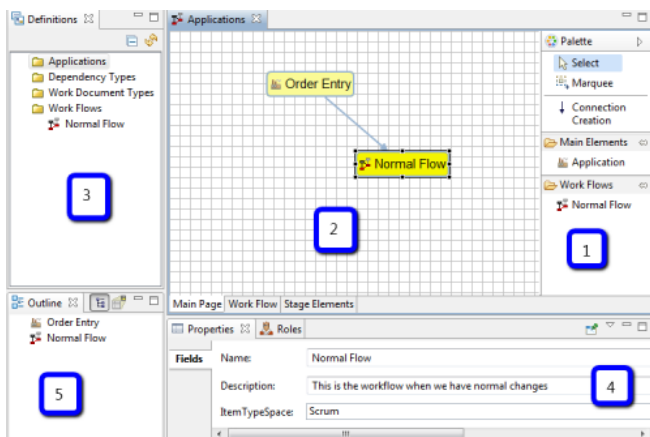 Definitions
Applications
Dependency Types
Work Document Types
Work Flows
Normal Flow
3
Applications
Order Entry
Normal Flow
2
Palette
Select
Marquee
Connection
Creation
Main Elements
Application
Work Flows
Normal Flow
1
Main Page Work Flow Stage Elements
Outline
Order Entry
Normal Flow
5
Properties Roles
Fields
Name: Normal Flow
Description: This is the workflow when we have normal changes
ItemTypeSpace: Scrum
4